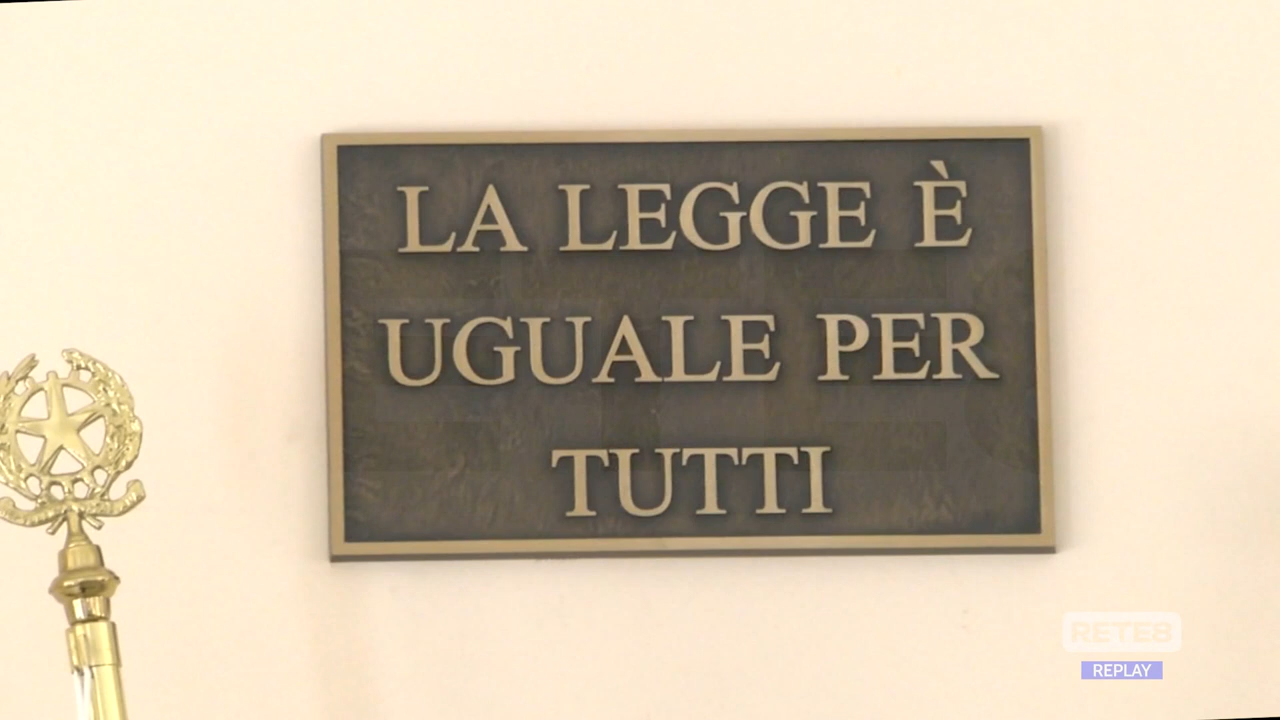 LA LEGGE È
UGUALE PER
TUTTI
RETE8
REPLAY